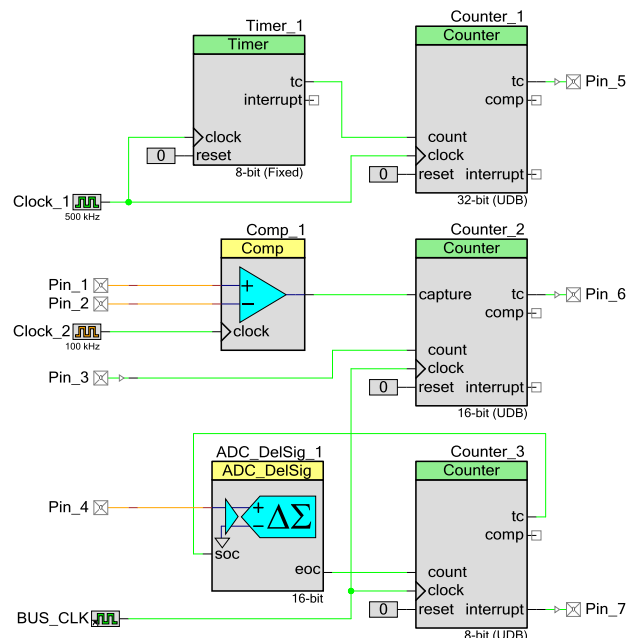 Timer_1
Timer
tc
interrupt
clock
0
reset
8-bit (Fixed)
Counter_1
Counter
tc
Pin_5
comp
count
clock
0
reset
interrupt
32-bit (UDB)
Clock_1
500 kHz
Comp_1
Comp
Pin_1
+
Pin_2
−
Clock_2
clock
100 kHz
Counter_2
Counter
capture
tc
Pin_6
comp
count
clock
0
reset
interrupt
16-bit (UDB)
Pin_3
ADC_DelSig_1
ADC_DelSig
Pin_4
+
−
ΔΣ
soc
eoc
16-bit
Counter_3
Counter
tc
comp
count
clock
0
reset
interrupt
Pin_7
8-bit (UDB)
BUS_CLK